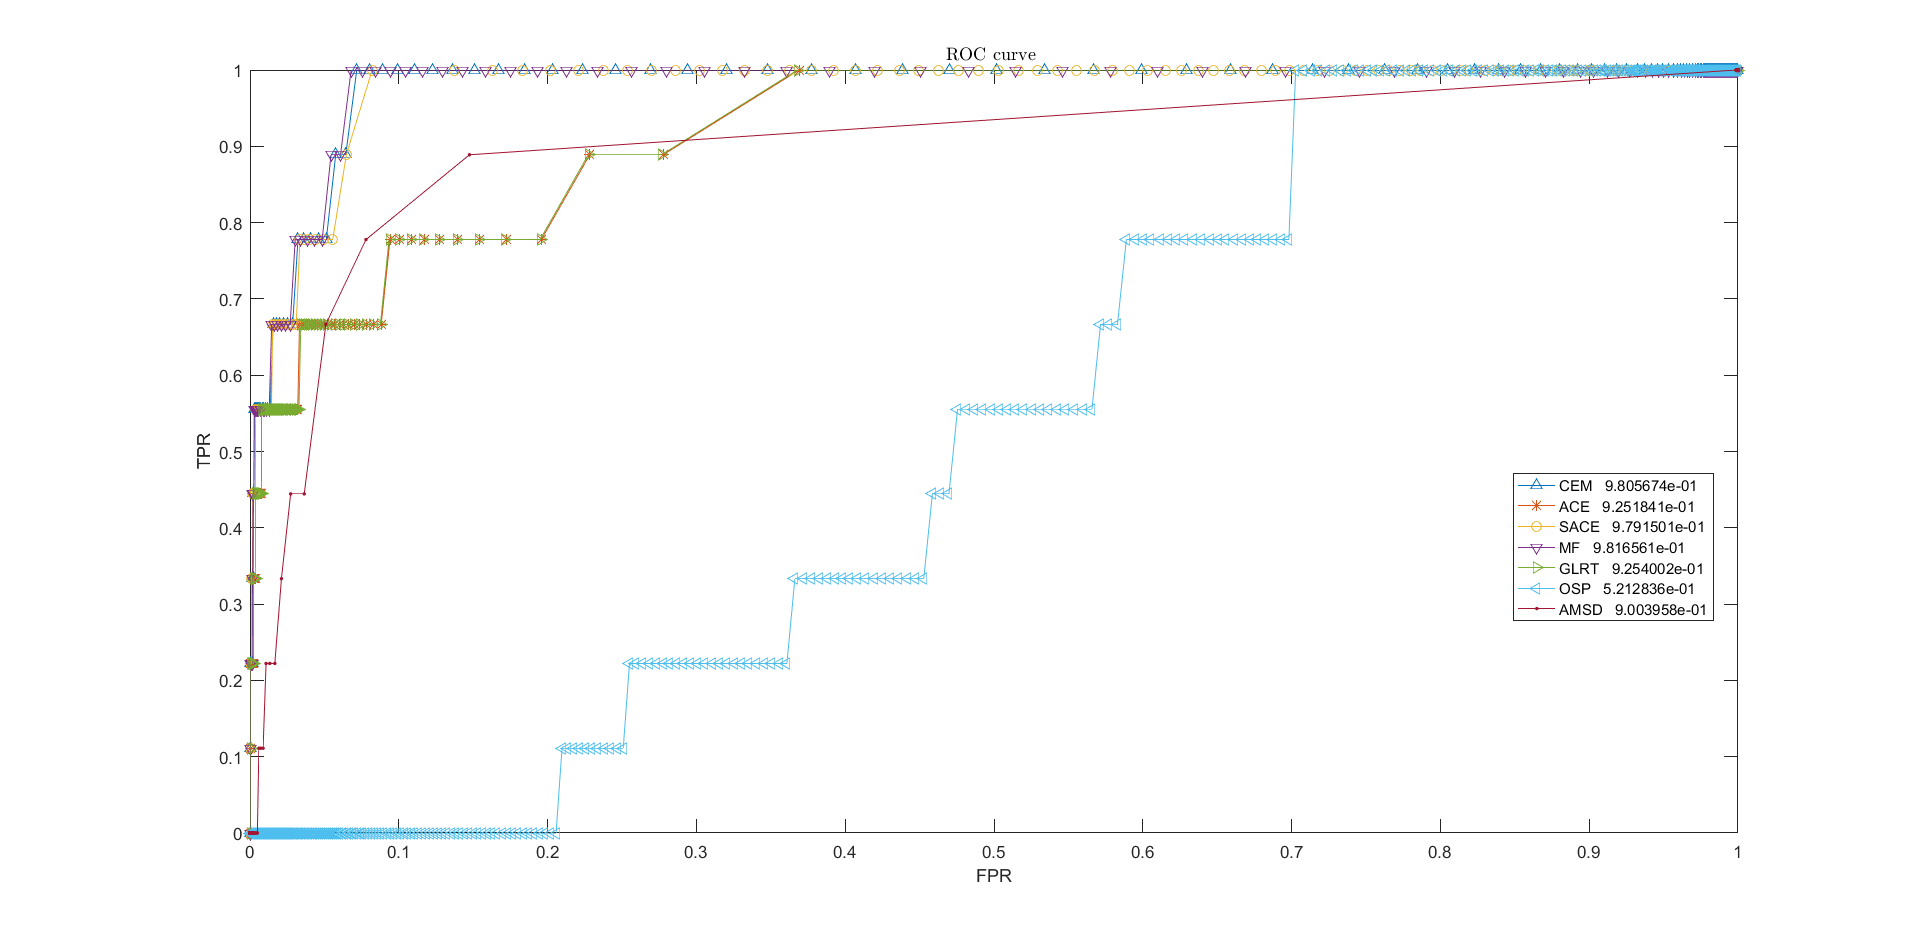 ROC curve
1
0.9
0.8
0.7
0.6
0.5
0.4
0.3
0.2
0.1
0
TPR
CEM 9.805674e-01
ACE 9.251841e-01
SACE 9.791501e-01
MF 9.816561e-01
GLRT 9.254002e-01
OSP 5.212836e-01
AMSD 9.003958e-01
0 0.1 0.2 0.3 0.4 0.5 0.6 0.7 0.8 0.9 1
FPR